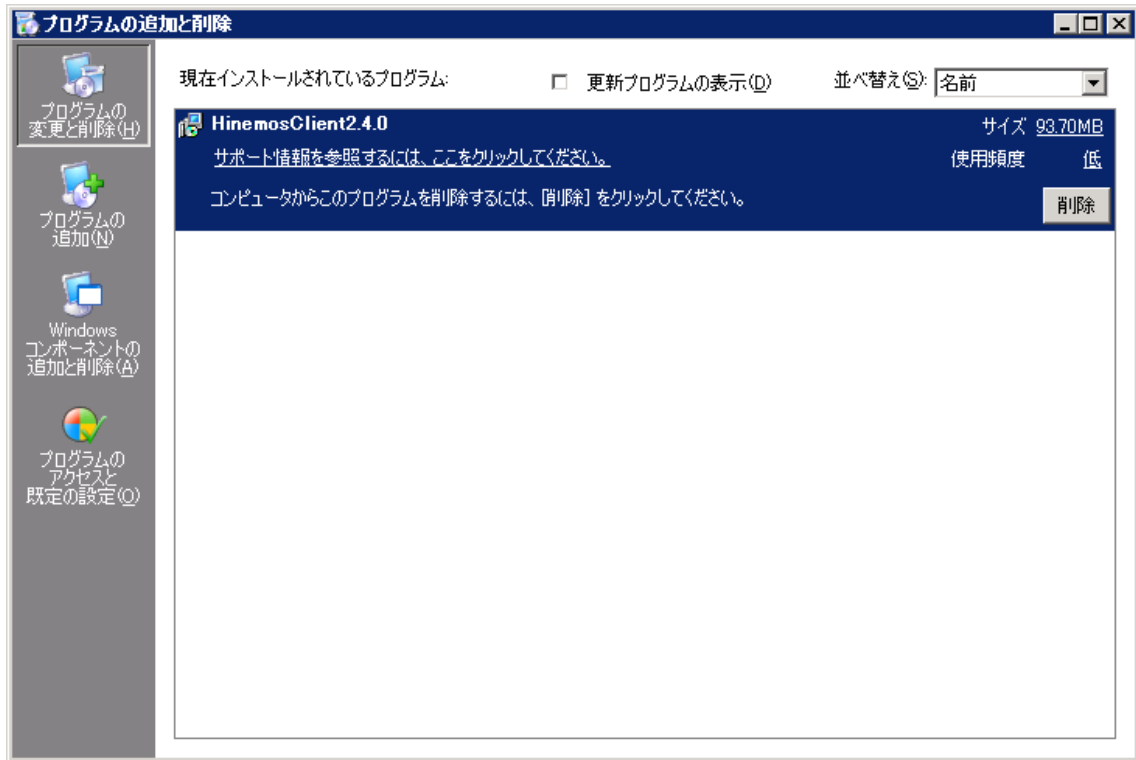 プログラムの追加と削除
現在インストールされているプログラム:
更新プログラムの表示(D)
並べ替え(S):
名前
プログラムの
変更と削除(H)
プログラムの
追加(N)
Windows
コンポーネントの
追加と削除(A)
プログラムの
アクセスと
既定の設定(O)
HinemosClient2.4.0
サイズ 93.70MB
サポート情報を参照するには、ここをクリックしてください。
使用頻度 低
コンピュータからこのプログラムを削除するには、[削除] をクリックしてください。
削除